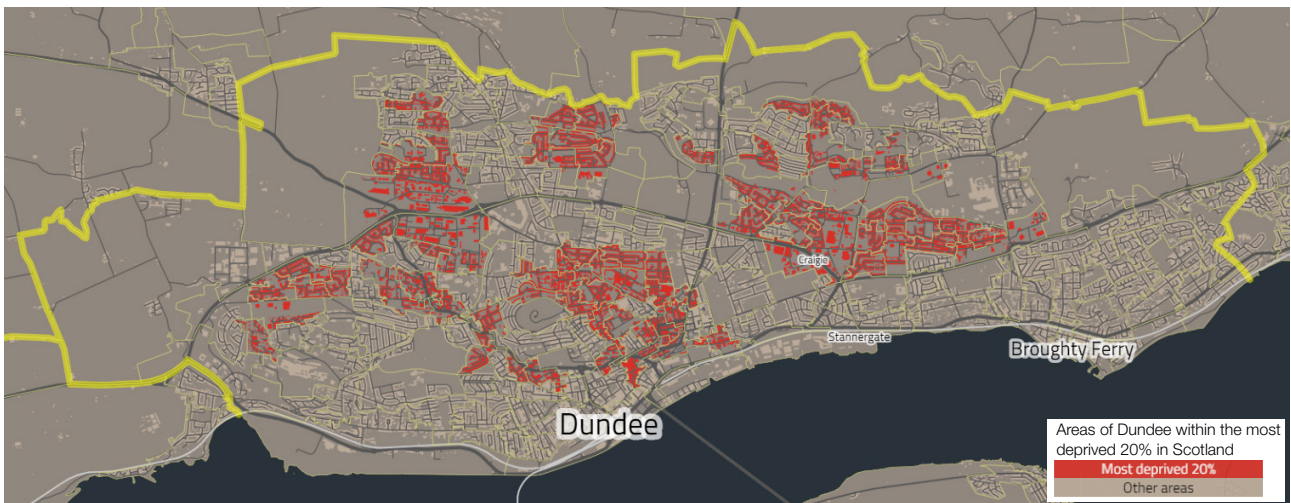 Craigie
Stannergate
Broughty Ferry
Dundee
Areas of Dundee within the most
deprived 20% in Scotland
Most deprived 20%
Other areas